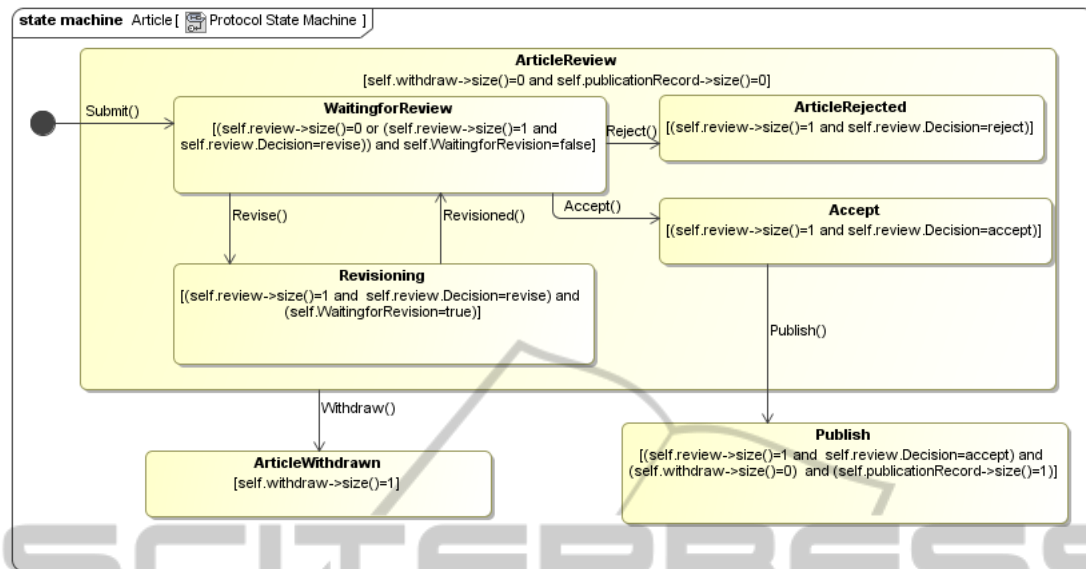 state machine Article [ Protocol State Machine ]
ArticleReview
[self.withdraw->size()=0 and self.publicationRecord->size()=0]
Submit()
WaitingforReview
[(self.review->size()=0 or (self.review->size()=1 and
self.review.Decision=revise)) and self.WaitingforRevision=false]
Reject()
ArticleRejected
[(self.review->size()=1 and self.review.Decision=reject)]
Revise()
Revisioned()
Accept()
Accept
[(self.review->size()=1 and self.review.Decision=accept)]
Revisioning
[(self.review->size()=1 and self.review.Decision=revise) and
(self.WaitingforRevision=true)]
Publish()
Withdraw()
ArticleWithdrawn
[self.withdraw->size()=1]
Publish
[(self.review->size()=1 and self.review.Decision=accept) and
(self.withdraw->size()=0) and (self.publicationRecord->size()=1)]
SCITEPRESS